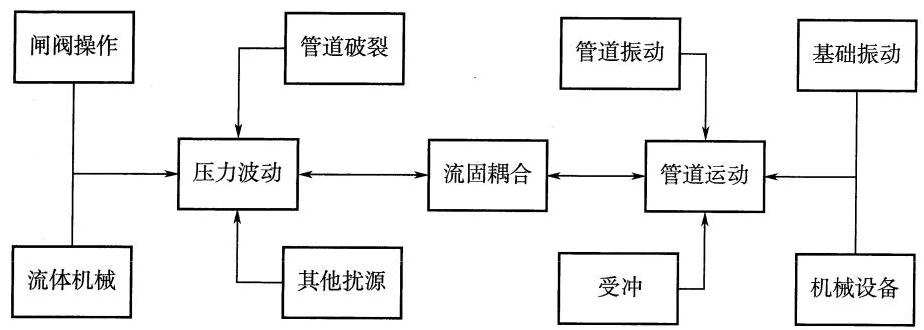 闸阀操作
管道破裂
管道振动
基础振动
压力波动
流固耦合
管道运动
流体机械
其他扰源
受冲
机械设备